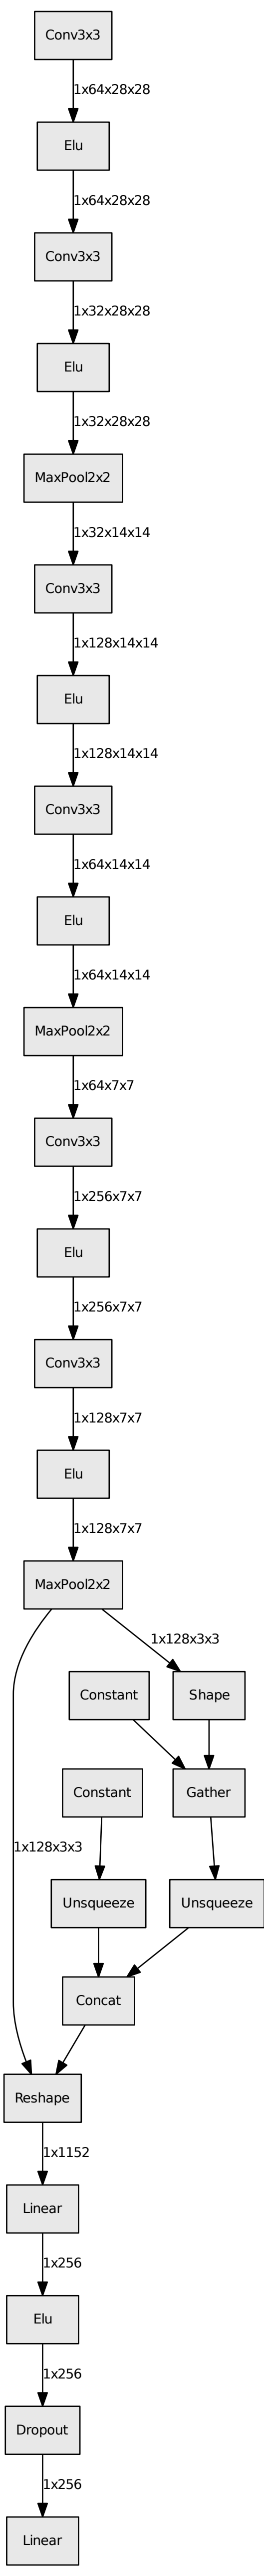 Conv3x3
1x64x28x28
Elu
1x64x28x28
Conv3x3
1x32x28x28
Elu
1x32x28x28
MaxPool2x2
1x32x14x14
Conv3x3
1x128x14x14
Elu
1x128x14x14
Conv3x3
1x64x14x14
Elu
1x64x14x14
MaxPool2x2
1x64x7x7
Conv3x3
1x256x7x7
Elu
1x256x7x7
Conv3x3
1x128x7x7
Elu
1x128x7x7
MaxPool2x2
1x128x3x3
Constant Shape
Constant Gather
1x128x3x3
Unsqueeze Unsqueeze
Concat
Reshape
1x1152
Linear
1x256
Elu
1x256
Dropout
1x256
Linear